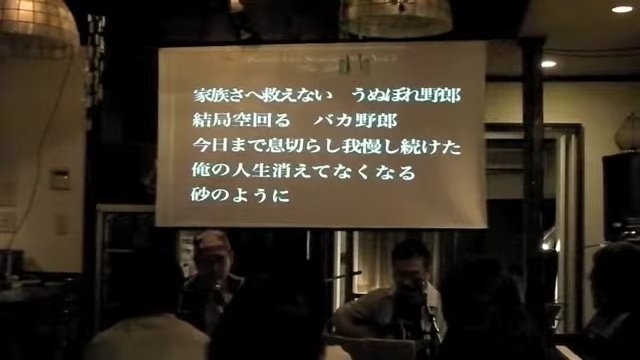 家族さへ救えない　うぬぼれ野郎
結局空回る　バカ野郎
今日まで息切らし我慢し続けた
俺の人生消えてなくなる
砂のように